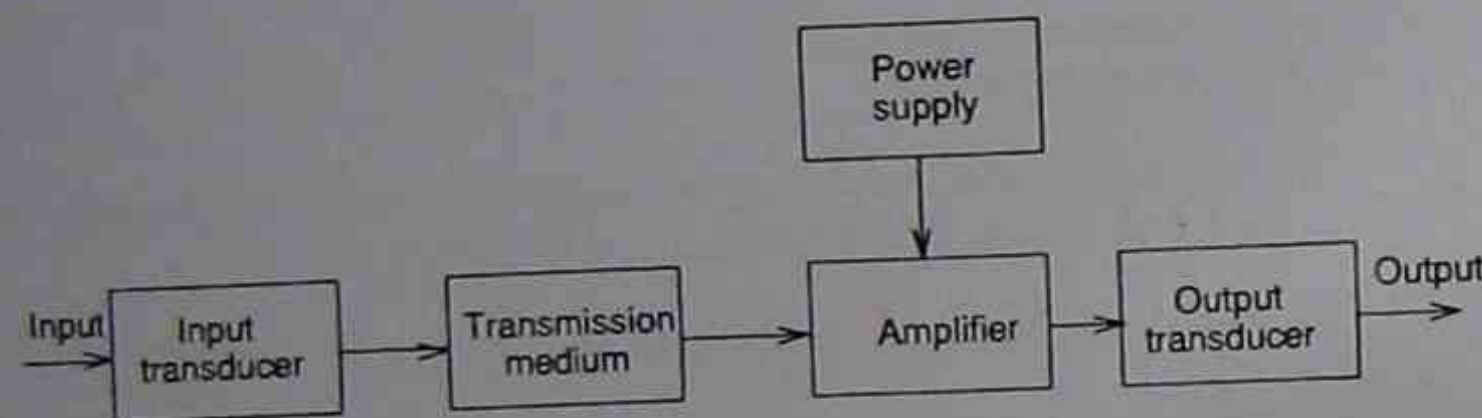 Power
supply
Input
Input
transducer
Transmission
medium
Amplifier
Output
transducer
Output